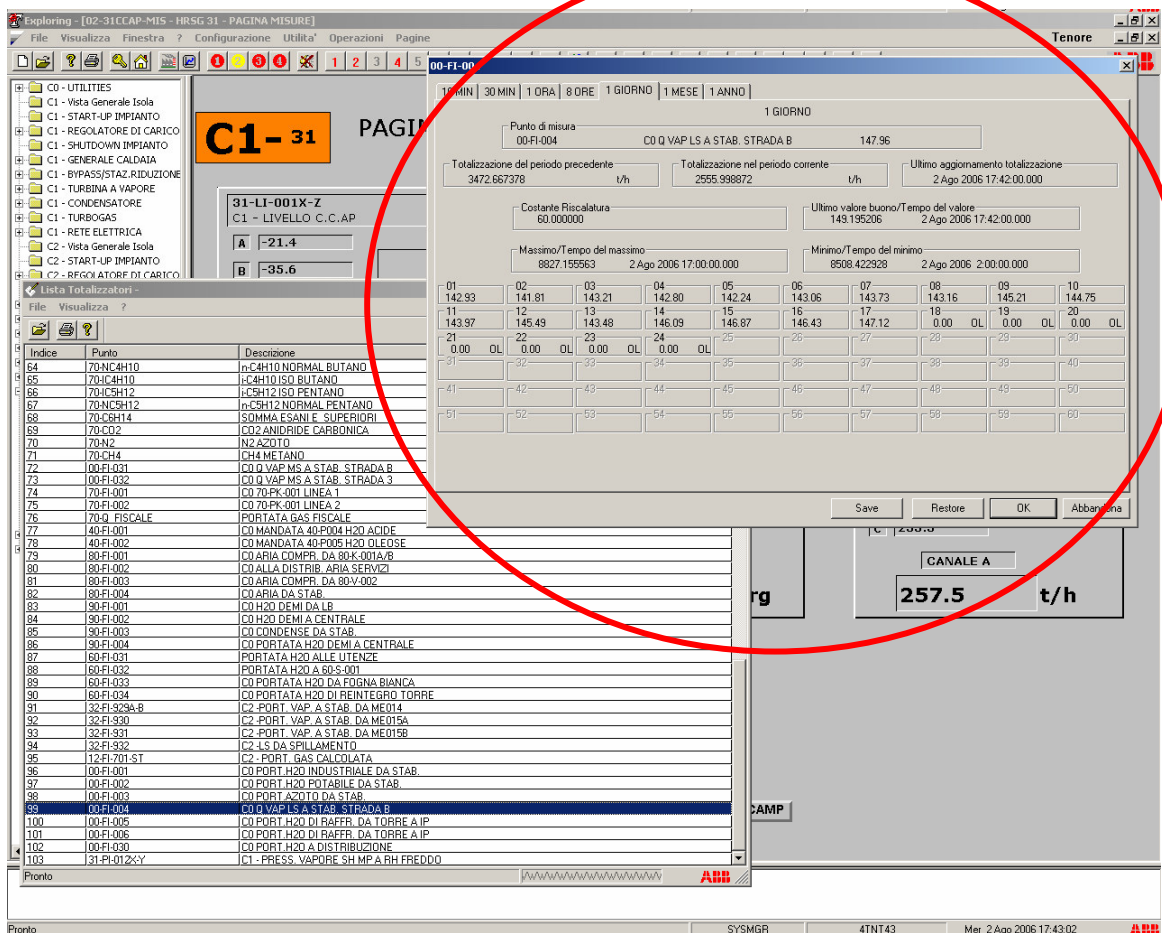 Exploring - [02-31CCAP-MIS - HRSG 31 - PAGINA MISURE]
File Visualizza Finestra ? Configurazione Utilita' Operazioni Pagine
Tenore
1 2 3 4 5
C0 - UTILITIES
C1 - Vista Generale Isola
C1 - START-UP IMPIANTO
C1 - REGOLATORE DI CARICO
C1 - SHUTDOWN IMPIANTO
C1 - GENERALE CALDAIA
C1 - BYPASS/STAZ.RIDUZIONE
C1 - TURBINA A VAPORE
C1 - CONDENSATORE
C1 - TURBOGAS
C1 - RETE ELETTRICA
C2 - Vista Generale Isola
C2 - START-UP IMPIANTO
C2 - REGOLATORE DI CARICO
C1- 31
PAGIN
31-LI-001X-Z
C1 - LIVELLO C.C.AP
A -21.4
B -35.6
00-FI-00
30 MIN 1 ORA 8 ORE 1 GIORNO 1 MESE 1 ANNO
1 GIORNO
Punto di misura
00-FI-004 C0 Q VAP LS A STAB. STRADA B 147.96
Totalizzazione del periodo precedente
3472.667378 t/h
Totalizzazione nel periodo corrente
2555.998872 t/h
Ultimo aggiornamento totalizzazione
2 Ago 2006 17:42:00.000
Costante Riscalatura
60.000000
Ultimo valore buono/Tempo del valore
149.195206 2 Ago 2006 17:42:00.000
Massimo/Tempo del massimo
8827.155563 2 Ago 2006 17:00:00.000
Minimo/Tempo del minimo
8508.422928 2 Ago 2006 2:00:00.000
01 02 03 04 05 06 07 08 09 10
142.93 141.81 143.21 142.80 142.24 143.06 143.73 143.16 145.21 144.75
11 12 13 14 15 16 17 18 19 20
143.97 145.49 143.48 146.09 146.87 146.43 147.12 0.00 OL 0.00 OL 0.00 OL
21 22 23 24 25 26 27 28 29 30
0.00 OL 0.00 OL 0.00 OL 0.00 OL
31 32 33 34 35 36 37 38 39 40
41 42 43 44 45 46 47 48 49 50
51 52 53 54 55 56 57 58 59 60
Save Restore OK Abbandona
Lista Totalizzatori -
File Visualizza ?
Indice Punto Descrizione
64 70-NC4H10 n-C4H10 NORMAL BUTANO
65 70-IC4H10 i-C4H10 ISO BUTANO
66 70-IC5H12 i-C5H12 ISO PENTANO
67 70-NC5H12 n-C5H12 NORMAL PENTANO
68 70-C6H14 SOMMA ESANI E SUPERIORI
69 70-CO2 CO2 ANIDRIDE CARBONICA
70 70-N2 N2 AZOTO
71 70-CH4 CH4 METANO
72 00-FI-031 C0 Q VAP MS A STAB. STRADA B
73 00-FI-032 C0 Q VAP MS A STAB. STRADA 3
74 70-FI-001 C0 70-PK-001 LINEA 1
75 70-FI-002 C0 70-PK-001 LINEA 2
76 70-Q_FISCALE PORTATA GAS FISCALE
77 40-FI-001 C0 MANDATA 40-P004 H2O ACIDE
78 40-FI-002 C0 MANDATA 40-P005 H2O OLEOSE
79 80-FI-001 C0 ARIA COMPR. DA 80-K-001A/B
80 80-FI-002 C0 ALLA DISTRIB. ARIA SERVIZI
81 80-FI-003 C0 ARIA COMPR. DA 80-V-002
82 80-FI-004 C0 ARIA DA STAB.
83 90-FI-001 C0 H2O DEMI DA LB
84 90-FI-002 C0 H2O DEMI A CENTRALE
85 90-FI-003 C0 CONDENSE DA STAB.
86 90-FI-004 C0 PORTATA H2O DEMI A CENTRALE
87 60-FI-031 PORTATA H2O ALLE UTENZE
88 60-FI-032 PORTATA H2O A 60-S-001
89 60-FI-033 C0 PORTATA H2O DA FOGNA BIANCA
90 60-FI-034 C0 PORTATA H2O DI REINTEGRO TORRE
91 32-FI-929A-B C2 -PORT. VAP. A STAB. DA ME014
92 32-FI-930 C2 -PORT. VAP. A STAB. DA ME015A
93 32-FI-931 C2 -PORT. VAP. A STAB. DA ME015B
94 32-FI-932 C2 -LS DA SPILLAMENTO
95 12-FI-701-ST C2 - PORT. GAS CALCOLATA
96 00-FI-001 C0 PORT.H2O INDUSTRIALE DA STAB.
97 00-FI-002 C0 PORT.H2O POTABILE DA STAB.
98 00-FI-003 C0 PORT.AZOTO DA STAB.
99 00-FI-004 C0 Q VAP LS A STAB. STRADA B
100 00-FI-005 C0 PORT.H2O DI RAFFR. DA TORRE A IP
101 00-FI-006 C0 PORT.H2O DI RAFFR. DA TORRE A IP
102 00-FI-030 C0 PORT.H2O A DISTRIBUZIONE
103 31-PI-012X-Y C1 - PRESS. VAPORE SH MP A RH FREDDO
Pronto ABB
C
CANALE A
rg
257.5 t/h
CAMP
Pronto SYSMGR 4TNT43 Mer 2 Ago 2006 17:43:02 ABB